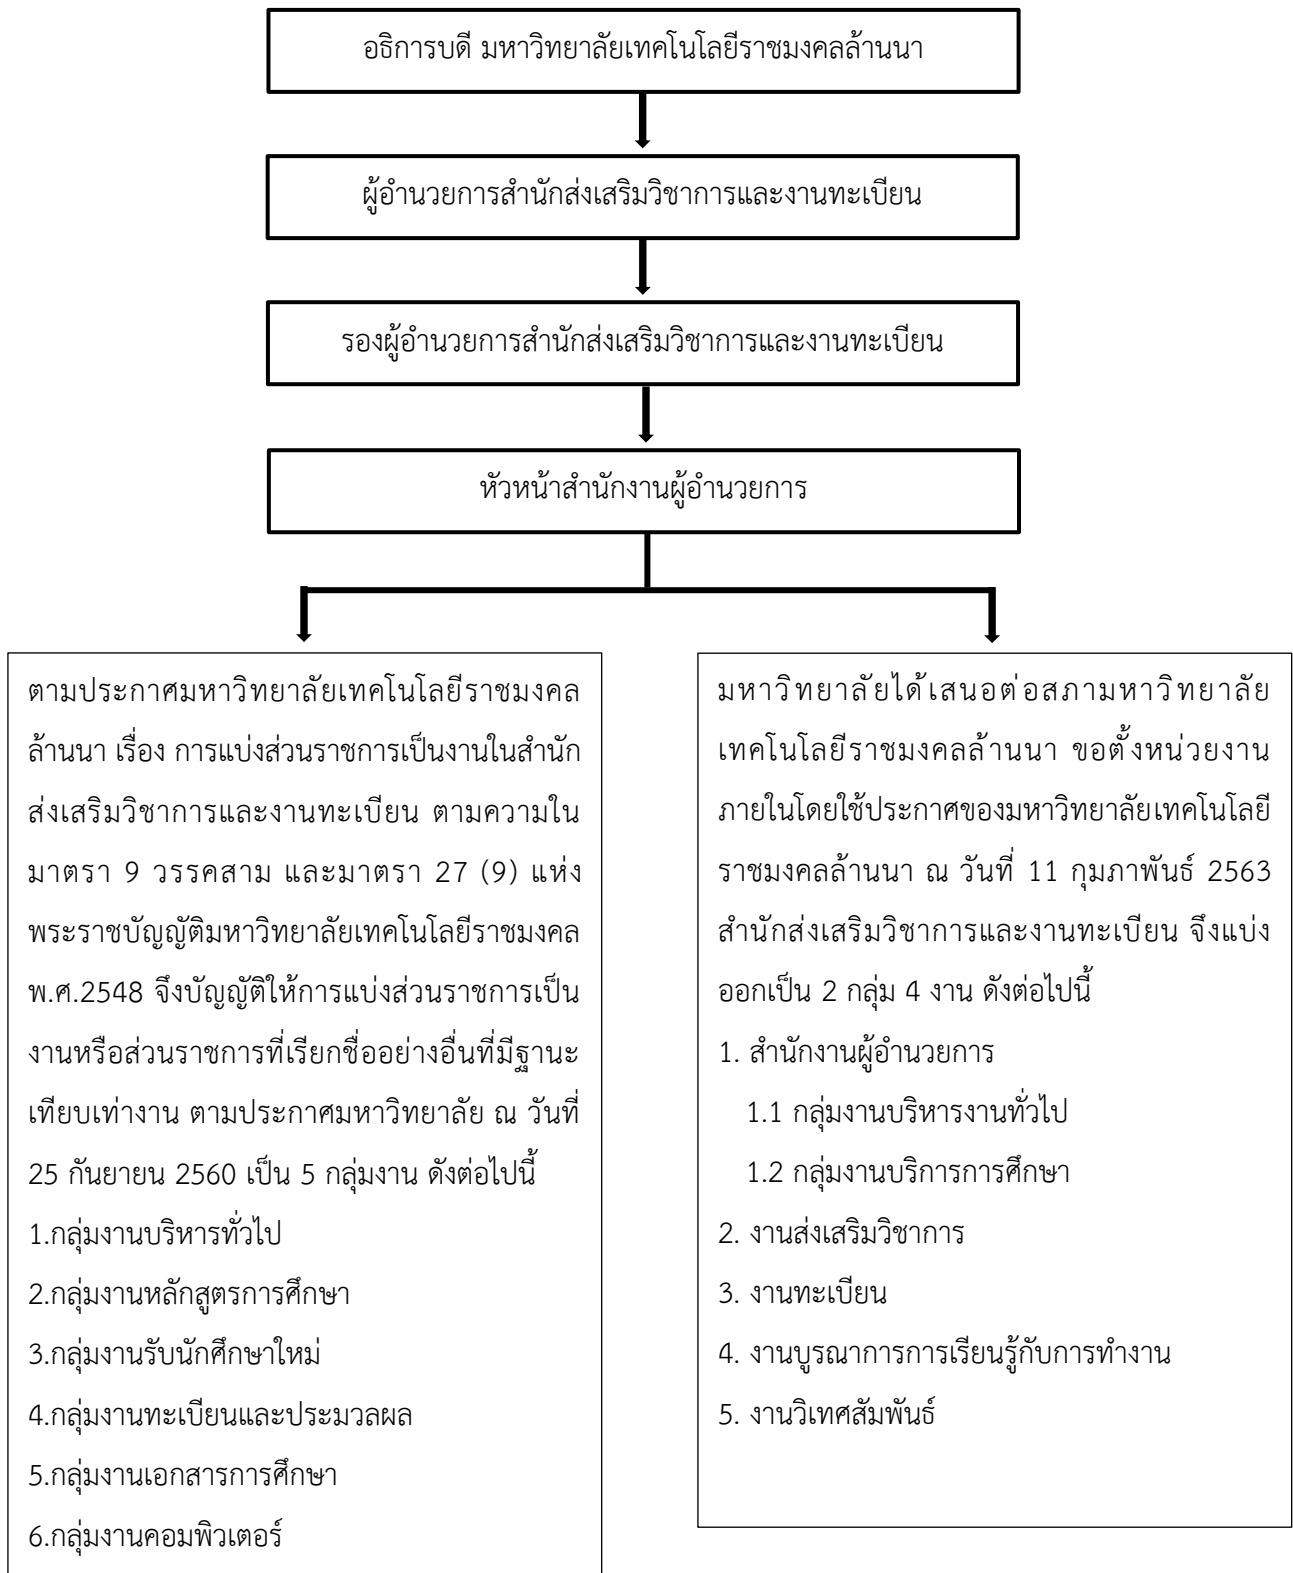 อธิการบดี มหาวิทยาลัยเทคโนโลยีราชมงคลล้านนา
ผู้อำนวยการสำนักส่งเสริมวิชาการและงานทะเบียน
รองผู้อำนวยการสำนักส่งเสริมวิชาการและงานทะเบียน
หัวหน้าสำนักงานผู้อำนวยการ
ตามประกาศมหาวิทยาลัยเทคโนโลยีราชมงคล
ล้านนา เรื่อง การแบ่งส่วนราชการเป็นงานในสำนัก
ส่งเสริมวิชาการและงานทะเบียน ตามความใน
มาตรา 9 วรรคสาม และมาตรา 27 (9) แห่ง
พระราชบัญญัติมหาวิทยาลัยเทคโนโลยีราชมงคล
พ.ศ.2548 จึงบัญญัติให้การแบ่งส่วนราชการเป็น
งานหรือส่วนราชการที่เรียกชื่ออย่างอื่นที่มีฐานะ
เทียบเท่างาน ตามประกาศมหาวิทยาลัย ณ วันที่
25 กันยายน 2560 เป็น 5 กลุ่มงาน ดังต่อไปนี้
1.กลุ่มงานบริหารทั่วไป
2.กลุ่มงานหลักสูตรการศึกษา
3.กลุ่มงานรับนักศึกษาใหม่
4.กลุ่มงานทะเบียนและประมวลผล
5.กลุ่มงานเอกสารการศึกษา
6.กลุ่มงานคอมพิวเตอร์
มหาวิทยาลัยได้เสนอต่อสภามหาวิทยาลัย
เทคโนโลยีราชมงคลล้านนา ขอตั้งหน่วยงาน
ภายในโดยใช้ประกาศของมหาวิทยาลัยเทคโนโลยี
ราชมงคลล้านนา ณ วันที่ 11 กุมภาพันธ์ 2563
สำนักส่งเสริมวิชาการและงานทะเบียน จึงแบ่ง
ออกเป็น 2 กลุ่ม 4 งาน ดังต่อไปนี้
1. สำนักงานผู้อำนวยการ
1.1 กลุ่มงานบริหารงานทั่วไป
1.2 กลุ่มงานบริการการศึกษา
2. งานส่งเสริมวิชาการ
3. งานทะเบียน
4. งานบูรณาการการเรียนรู้กับการทำงาน
5. งานวิเทศสัมพันธ์